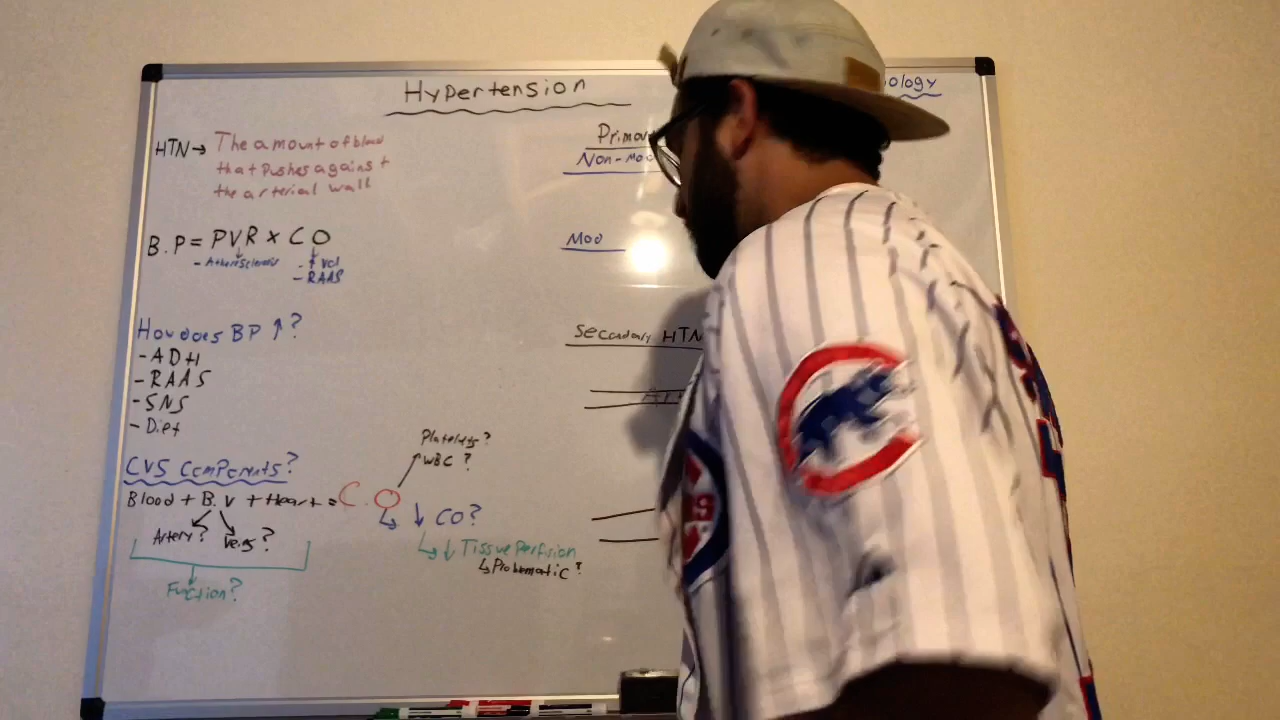 Hypertension
HTN→ The amount of blood
that pushes against
the arterial wall
B.P = PVR x CO
- ↑ Vol
- RAAS
How does BP ↑?
- ADH
- RAAS
- SNS
- Diet
CVS Components?
Blood + B.V + Heart = C.O
Artery? Veins?
Function?
Platelets?
WBC?
↓ CO?
↓ Tissue Perfusion
↳ Problematic?
ology
Primar
Non-Mod
Mod
Secondary HTN